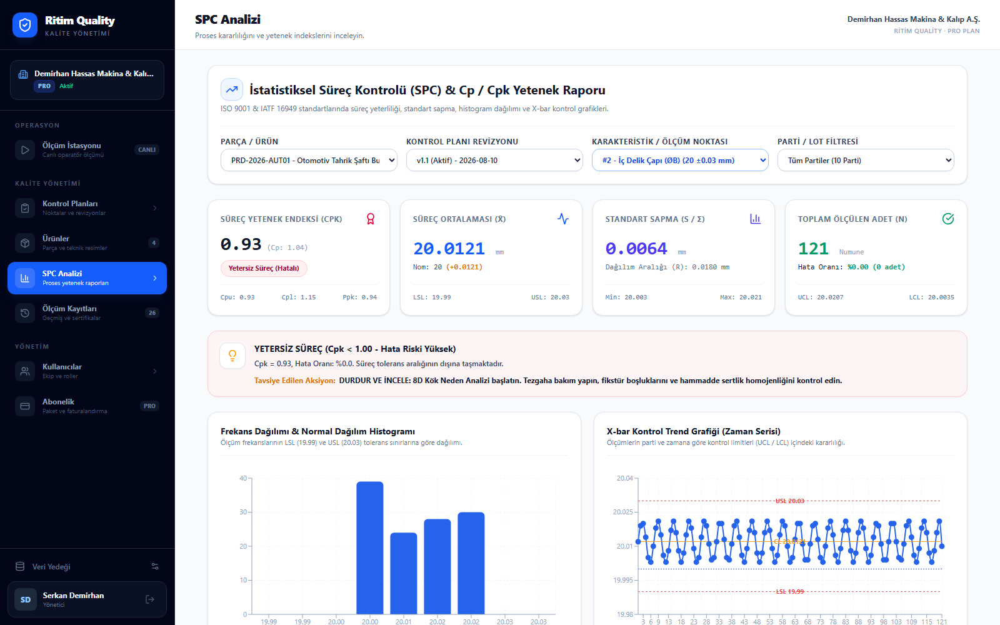 Ritim Quality
KALİTE YÖNETİMİ
Demirhan Hassas Makina & Kalı...
PRO Aktif
OPERASYON
Ölçüm İstasyonu
Canlı operatör ölçümü
CANLI
KALİTE YÖNETİMİ
Kontrol Planları
Noktalar ve revizyonlar
Ürünler
Parça ve teknik resimler
4
SPC Analizi
Proses yetenek raporları
Ölçüm Kayıtları
Geçmiş ve sertifikalar
26
YÖNETİM
Kullanıcılar
Ekip ve roller
Abonelik
Paket ve faturalandırma
PRO
Veri Yedeği
SD
Serkan Demirhan
Yönetici
SPC Analizi
Proses kararlılığını ve yetenek indekslerini inceleyin.
Demirhan Hassas Makina & Kalıp A.Ş.
RİTİM QUALITY · PRO PLAN
İstatistiksel Süreç Kontrolü (SPC) & Cp / Cpk Yetenek Raporu
ISO 9001 & IATF 16949 standartlarında süreç yeterliliği, standart sapma, histogram dağılımı ve X-bar kontrol grafikleri.
PARÇA / ÜRÜN
PRD-2026-AUT01 - Otomotiv Tahrik Şaftı Bu
KONTROL PLANI REVİZYONU
v1.1 (Aktif) - 2026-08-10
KARAKTERİSTİK / ÖLÇÜM NOKTASI
#2 - İç Delik Çapı (ØB) (20 ±0.03 mm)
PARTİ / LOT FİLTRESİ
Tüm Partiler (10 Parti)
SÜREÇ YETENEK ENDEKSİ (CPK)
0.93 (Cp: 1.04)
Yetersiz Süreç (Hatalı)
Cpu: 0.93 Cpl: 1.15 Ppk: 0.94
SÜREÇ ORTALAMASI (X̄)
20.0121 mm
Nom: 20 (+0.0121)
LSL: 19.99 USL: 20.03
STANDART SAPMA (S / Σ)
0.0064 mm
Dağılım Aralığı (R): 0.0180 mm
Min: 20.003 Max: 20.021
TOPLAM ÖLÇÜLEN ADET (N)
121 Numune
Hata Oranı: %0.00 (0 adet)
UCL: 20.0207 LCL: 20.0035
YETERSİZ SÜREÇ (Cpk < 1.00 - Hata Riski Yüksek)
Cpk = 0.93, Hata Oranı: %0.0. Süreç tolerans aralığının dışına taşmaktadır.
Tavsiye Edilen Aksiyon: DURDUR VE İNCELE: 8D Kök Neden Analizi başlatın. Tezgaha bakım yapın, fikstür boşluklarını ve hammadde sertlik homojenliğini kontrol edin.
Frekans Dağılımı & Normal Dağılım Histogramı
Ölçüm frekanslarının LSL (19.99) ve USL (20.03) tolerans sınırlarına göre dağılımı.
40
30
20
10
0
19.99 19.99 20.00 20.00 20.01 20.02 20.02 20.03 20.03
X-bar Kontrol Trend Grafiği (Zaman Serisi)
Ölçümlerin parti ve zamana göre kontrol limitleri (UCL / LCL) içindeki kararlılığı.
20.04
USL 20.03
20.025
CL 20.0121
20.01
19.995
LSL 19.99
19.98
3 6 9 13 18 23 28 33 38 43 48 53 58 63 68 73 78 83 88 93 98 103 109 115 121